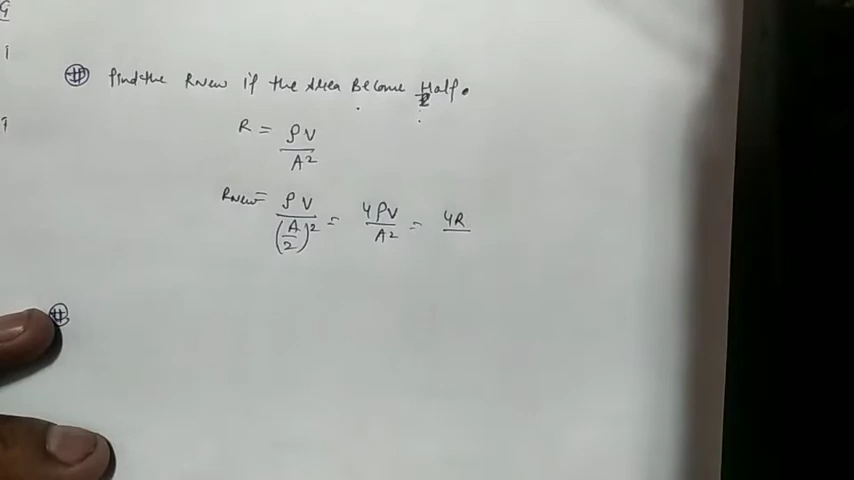 G
i
# find the Rnew if the Area Become Half.
R = ρV / A²
Rnew = ρV / (A/2)² = 4ρV / A² = 4R
i
#